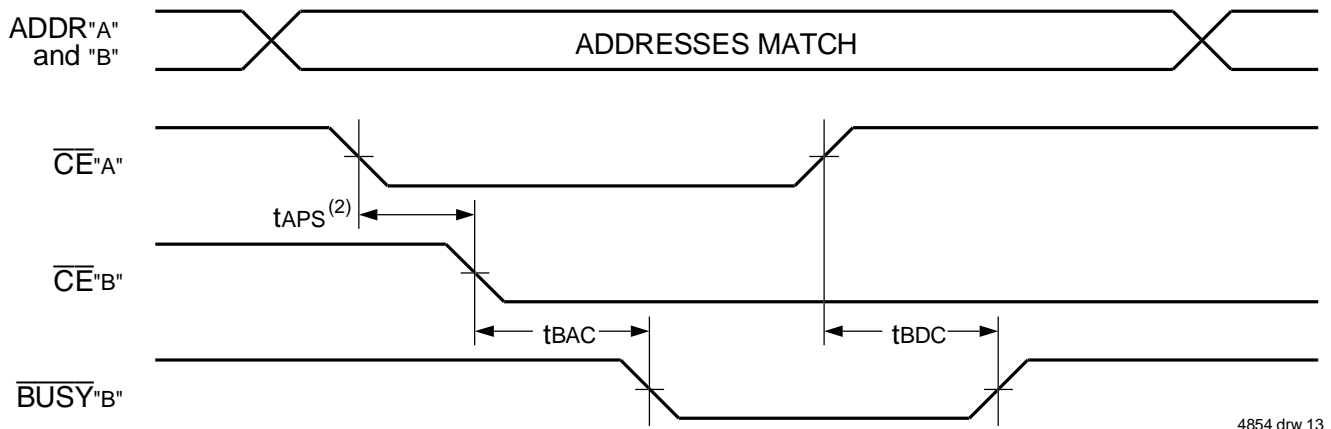 ADDR"A"
and "B"
ADDRESSES MATCH
CE"A"
tAPS(2)
CE"B"
tBAC
tBDC
BUSY"B"
4854 drw 13